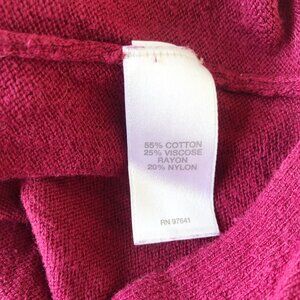 55% COTTON
25% VISCOSE
RAYON
20% NYLON
RN 97641